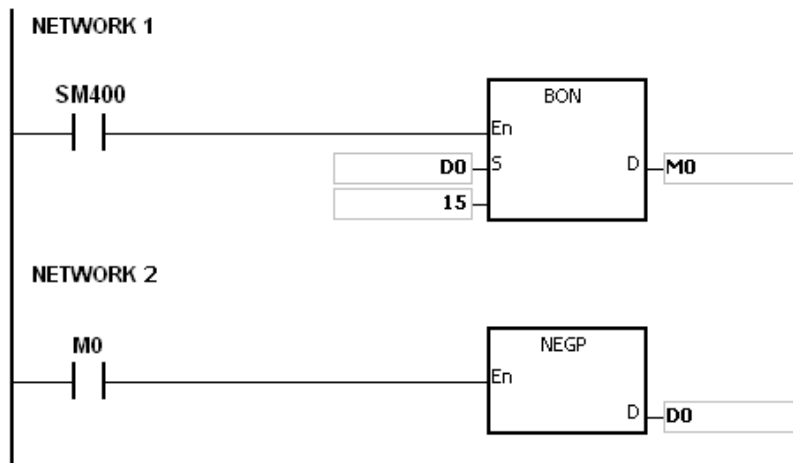 NETWORK 1
SM400
BON
En
D0 S D M0
15
NETWORK 2
M0
NEGP
En
D D0